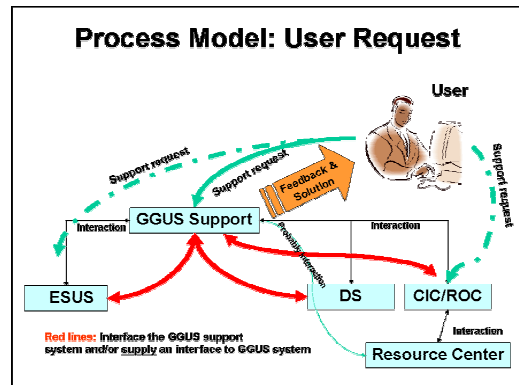 Process Model: User Request
User
Support request
Support request
Support request
Feedback &
Solution
GGUS Support
Interaction
Probably Interaction
Interaction
ESUS
DS
CIC/ROC
Interaction
Red lines: Interface the GGUS support
system and/or supply an interface to GGUS system
Resource Center